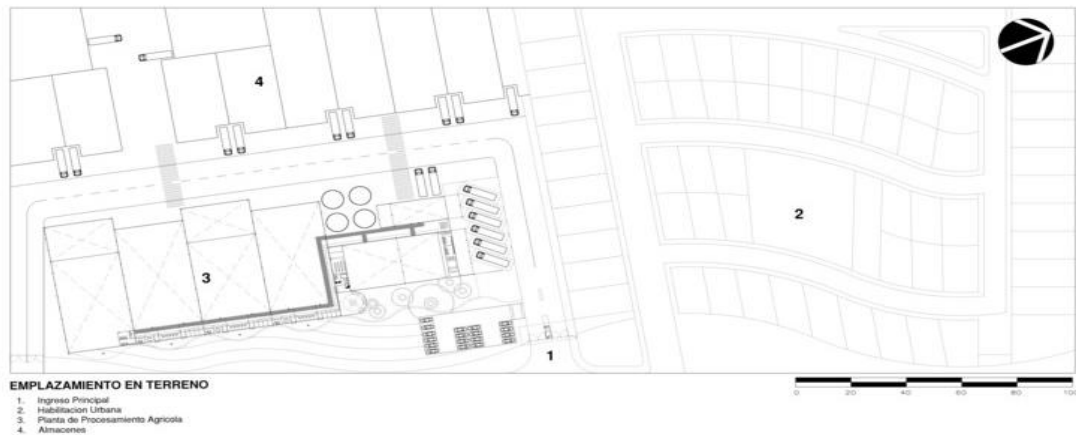 4
2
3
1
EMPLAZAMIENTO EN TERRENO
1. Ingreso Principal
2. Habilitacion Urbana
3. Planta de Procesamiento Agricola
4. Almacenes
0 20 40 60 80 100